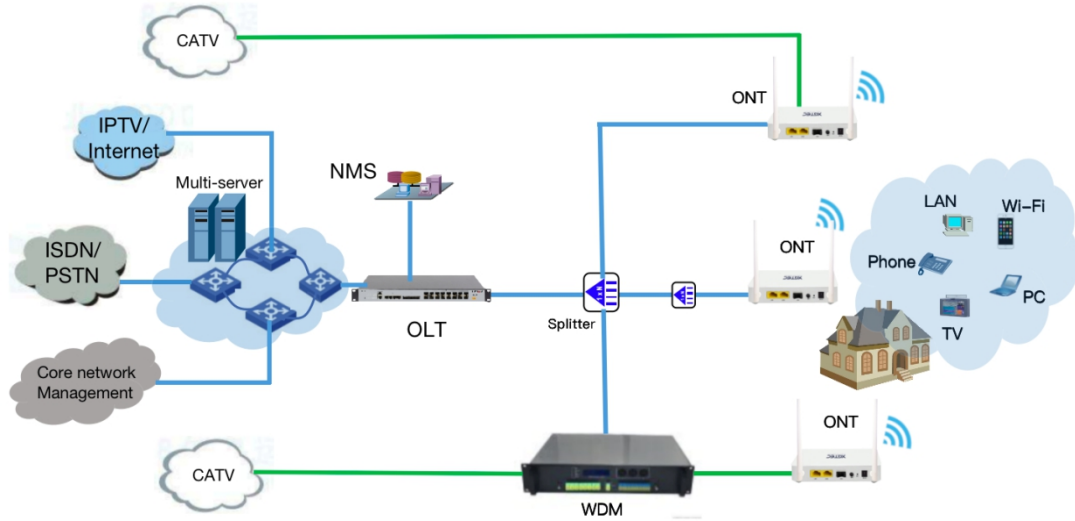 CATV
ONT
IPTV/
Internet
Multi-server
NMS
LAN
Wi-Fi
ISDN/
PSTN
ONT
Phone
PC
OLT
Splitter
TV
Core network
Management
ONT
CATV
WDM